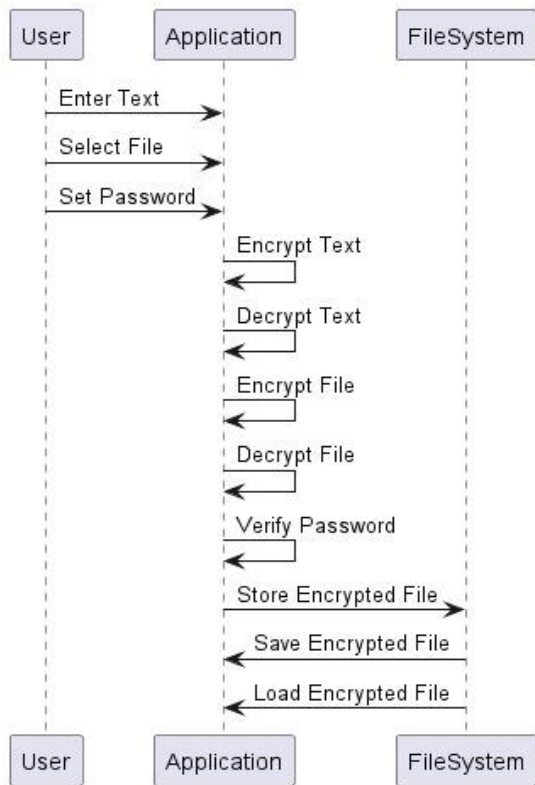 User Application FileSystem
Enter Text
Select File
Set Password
Encrypt Text
Decrypt Text
Encrypt File
Decrypt File
Verify Password
Store Encrypted File
Save Encrypted File
Load Encrypted File
User Application FileSystem